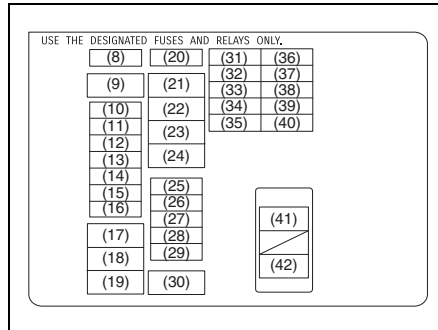 USE THE DESIGNATED FUSES AND RELAYS ONLY.
(8) (20) (31) (36)
(32) (37)
(9) (21) (33) (38)
(10) (22) (34) (39)
(11) (35) (40)
(12) (23)
(13) (24)
(14)
(15) (25)
(16) (26)
(27) (41)
(17) (28)
(18) (29)
(42)
(19) (30)